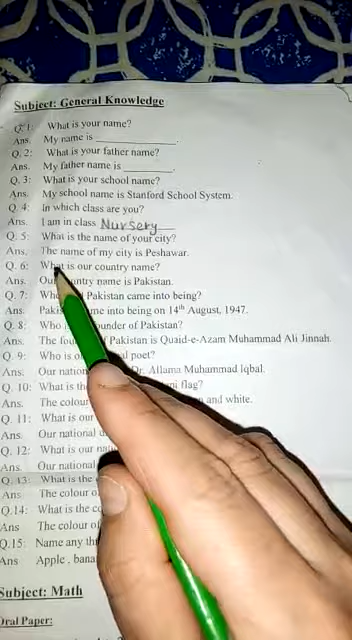 Subject: General Knowledge
Q.1: What is your name?
Ans. My name is ____________.
Q.2: What is your father name?
Ans. My father name is _______.
Q.3: What is your school name?
Ans. My school name is Stanford School System.
Q.4: In which class are you?
Ans. I am in class Nursery
Q.5: What is the name of your city?
Ans. The name of my city is Peshawar.
Q.6: What is our country name?
Ans. Our country name is Pakistan.
Q.7: Pakistan came into being?
Ans. came into being on 14th August, 1947.
Q.8: Who of Pakistan?
Ans. The of Pakistan is Quaid-e-Azam Muhammad Ali Jinnah.
Q.9: Who is poet?
Ans. Our Dr. Allama Muhammad Iqbal.
Q.10: What is flag?
Ans. The and white.
Q.11: What is our
Ans. Our national
Q.12: What is our
Ans. Our national
Q.13: What is the
Ans The colour
Q.14: What is the
Ans The colour
Q.15: Name any
Ans Apple,
Subject: Math
Oral Paper: